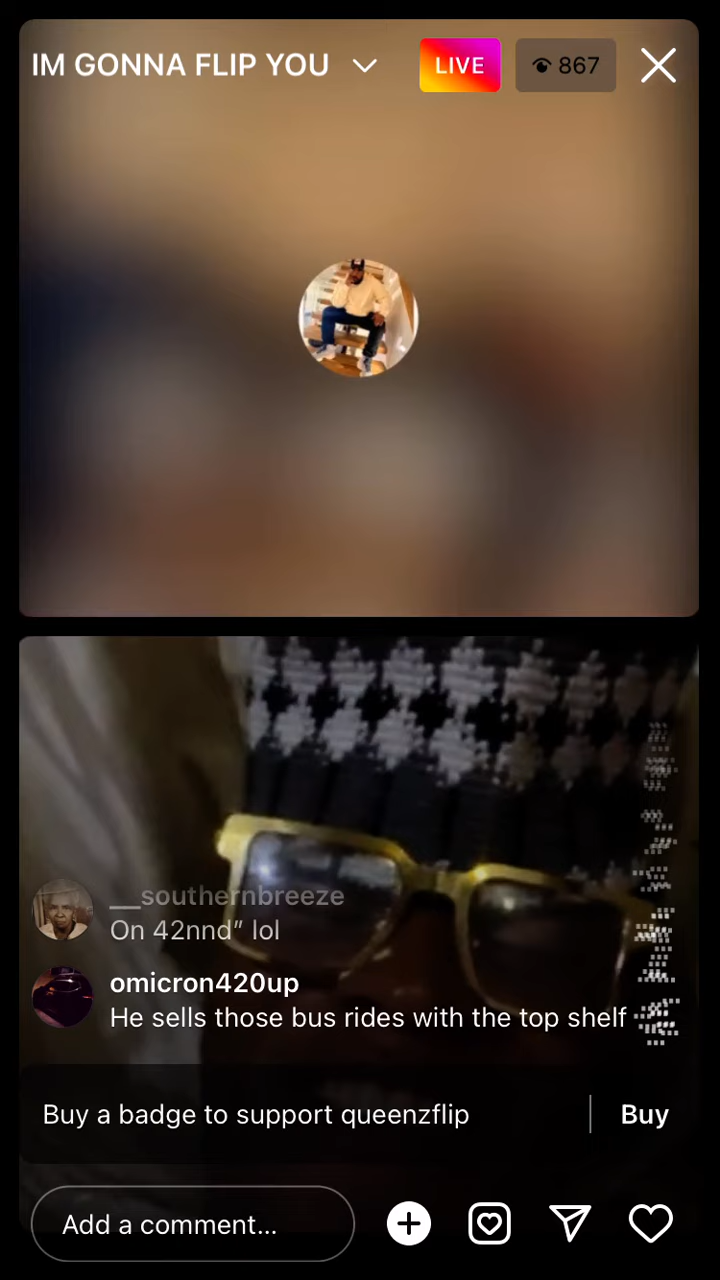 IM GONNA FLIP YOU
LIVE
867
__southernbreeze
On 42nnd” lol
omicron420up
He sells those bus rides with the top shelf
Buy a badge to support queenzflip
Buy
Add a comment...